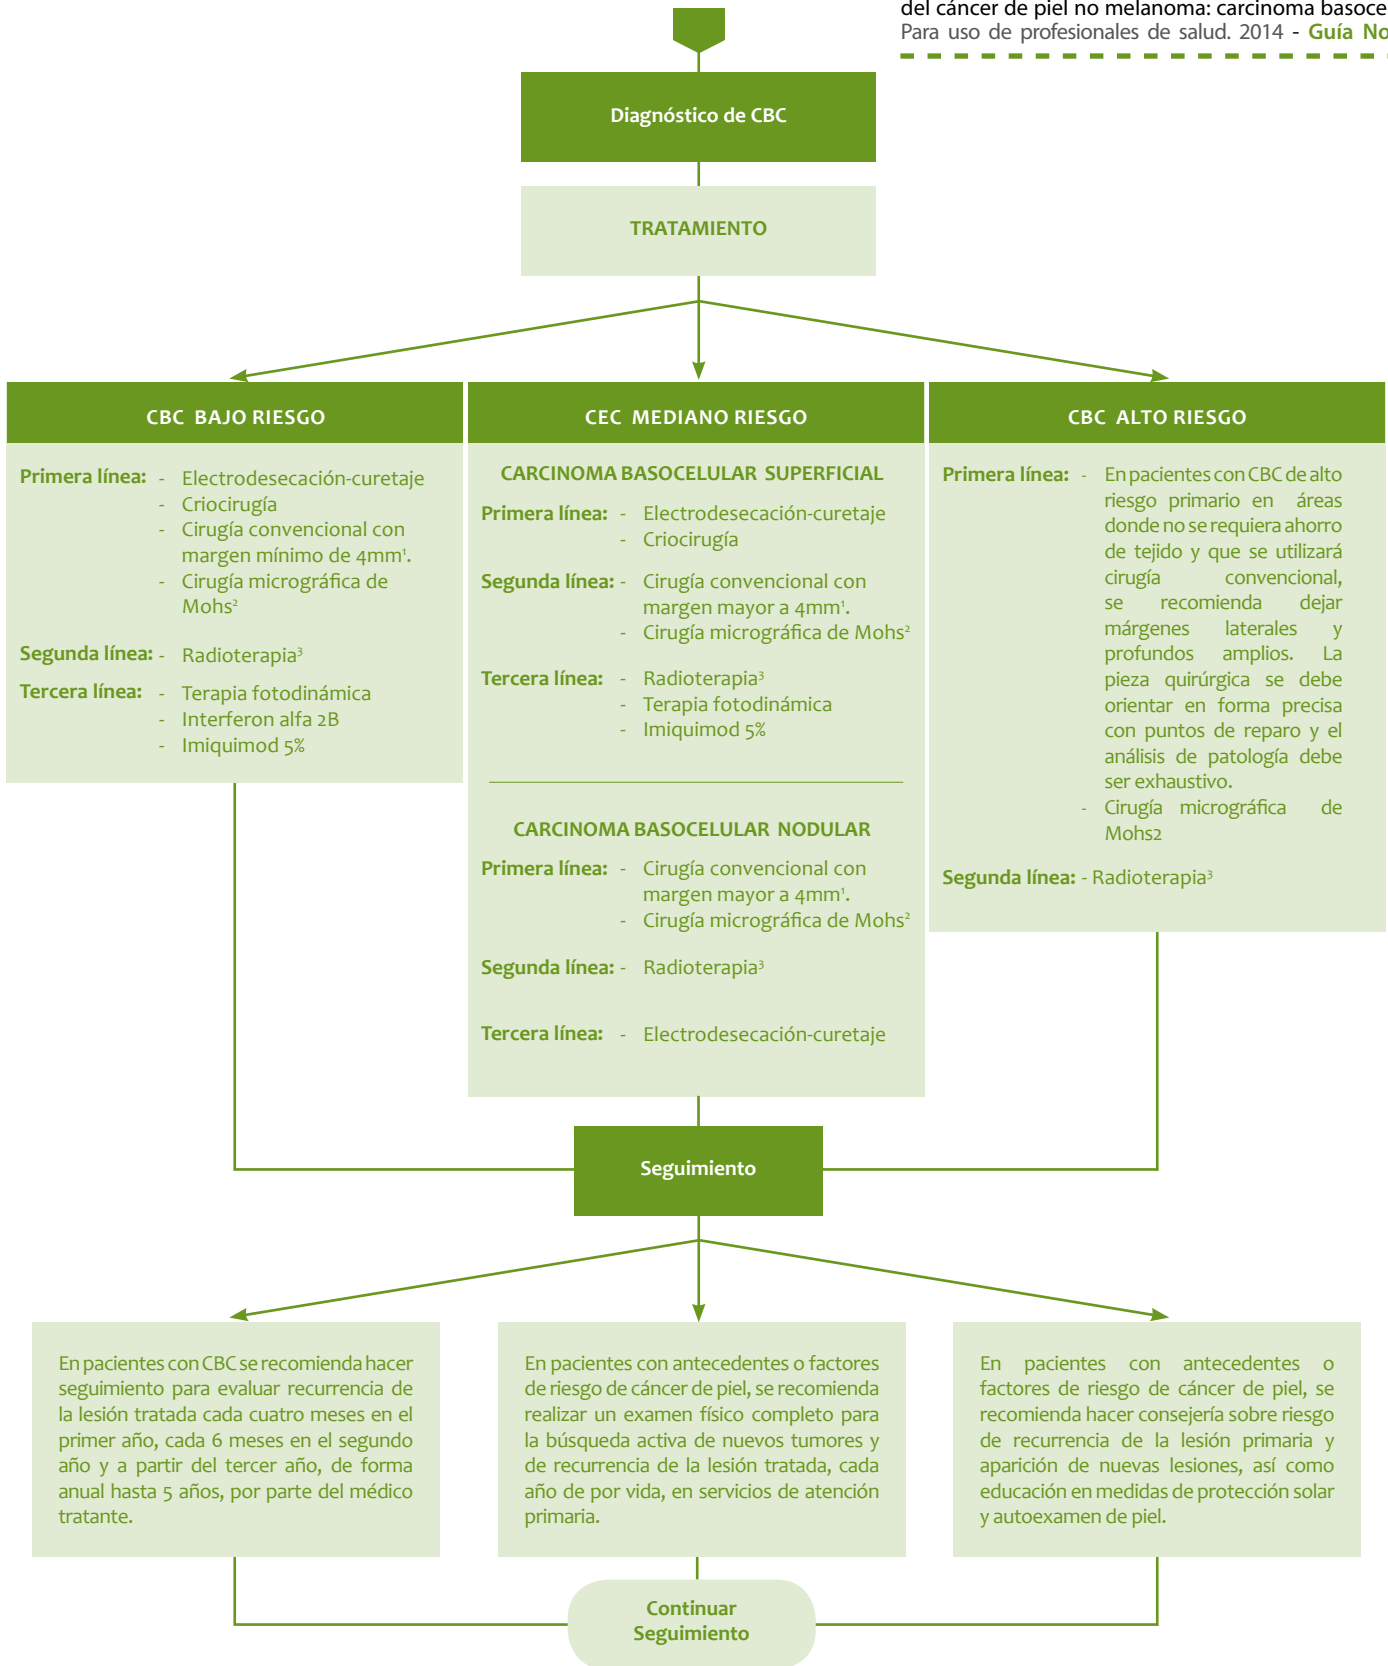 del cáncer de piel no melanoma: carcinoma basoce
Para uso de profesionales de salud. 2014 - Guía No
Diagnóstico de CBC
TRATAMIENTO
CBC BAJO RIESGO
Primera línea: - Electrodesecación-curetaje
- Criocirugía
- Cirugía convencional con
margen mínimo de 4mm¹.
- Cirugía micrográfica de
Mohs²
Segunda línea: - Radioterapia³
Tercera línea: - Terapia fotodinámica
- Interferon alfa 2B
- Imiquimod 5%
CEC MEDIANO RIESGO
CARCINOMA BASOCELULAR SUPERFICIAL
Primera línea: - Electrodesecación-curetaje
- Criocirugía
Segunda línea: - Cirugía convencional con
margen mayor a 4mm¹.
- Cirugía micrográfica de Mohs²
Tercera línea: - Radioterapia³
- Terapia fotodinámica
- Imiquimod 5%
CARCINOMA BASOCELULAR NODULAR
Primera línea: - Cirugía convencional con
margen mayor a 4mm¹.
- Cirugía micrográfica de Mohs²
Segunda línea: - Radioterapia³
Tercera línea: - Electrodesecación-curetaje
CBC ALTO RIESGO
Primera línea: - En pacientes con CBC de alto
riesgo primario en áreas
donde no se requiera ahorro
de tejido y que se utilizará
cirugía convencional,
se recomienda dejar
márgenes laterales y
profundos amplios. La
pieza quirúrgica se debe
orientar en forma precisa
con puntos de reparo y el
análisis de patología debe
ser exhaustivo.
- Cirugía micrográfica de
Mohs2
Segunda línea: - Radioterapia³
Seguimiento
En pacientes con CBC se recomienda hacer
seguimiento para evaluar recurrencia de
la lesión tratada cada cuatro meses en el
primer año, cada 6 meses en el segundo
año y a partir del tercer año, de forma
anual hasta 5 años, por parte del médico
tratante.
En pacientes con antecedentes o factores
de riesgo de cáncer de piel, se recomienda
realizar un examen físico completo para
la búsqueda activa de nuevos tumores y
de recurrencia de la lesión tratada, cada
año de por vida, en servicios de atención
primaria.
En pacientes con antecedentes o
factores de riesgo de cáncer de piel, se
recomienda hacer consejería sobre riesgo
de recurrencia de la lesión primaria y
aparición de nuevas lesiones, así como
educación en medidas de protección solar
y autoexamen de piel.
Continuar
Seguimiento